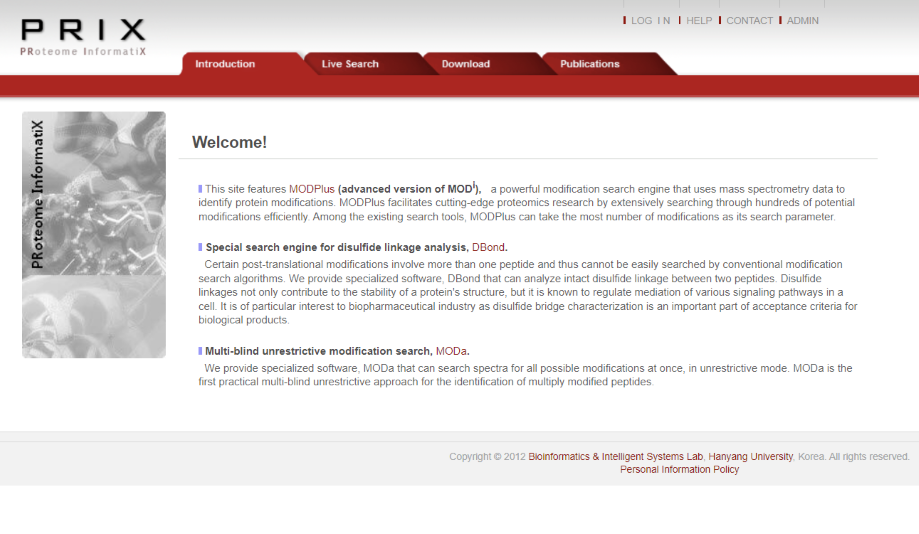 PRIX
PRoteome InformatiX
LOG IN HELP CONTACT ADMIN
Introduction Live Search Download Publications
PRoteome InformatiX
Welcome!
This site features MODPlus (advanced version of MODi), a powerful modification search engine that uses mass spectrometry data to
identify protein modifications. MODPlus facilitates cutting-edge proteomics research by extensively searching through hundreds of potential
modifications efficiently. Among the existing search tools, MODPlus can take the most number of modifications as its search parameter.
Special search engine for disulfide linkage analysis, DBond.
Certain post-translational modifications involve more than one peptide and thus cannot be easily searched by conventional modification
search algorithms. We provide specialized software, DBond that can analyze intact disulfide linkage between two peptides. Disulfide
linkages not only contribute to the stability of a protein's structure, but it is known to regulate mediation of various signaling pathways in a
cell. It is of particular interest to biopharmaceutical industry as disulfide bridge characterization is an important part of acceptance criteria for
biological products.
Multi-blind unrestrictive modification search, MODa.
We provide specialized software, MODa that can search spectra for all possible modifications at once, in unrestrictive mode. MODa is the
first practical multi-blind unrestrictive approach for the identification of multiply modified peptides.
Copyright © 2012 Bioinformatics & Intelligent Systems Lab, Hanyang University, Korea. All rights reserved.
Personal Information Policy